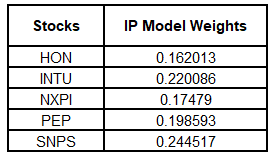 Stocks IP Model Weights
HON 0.162013
INTU 0.220086
NXPI 0.17479
PEP 0.198593
SNPS 0.244517